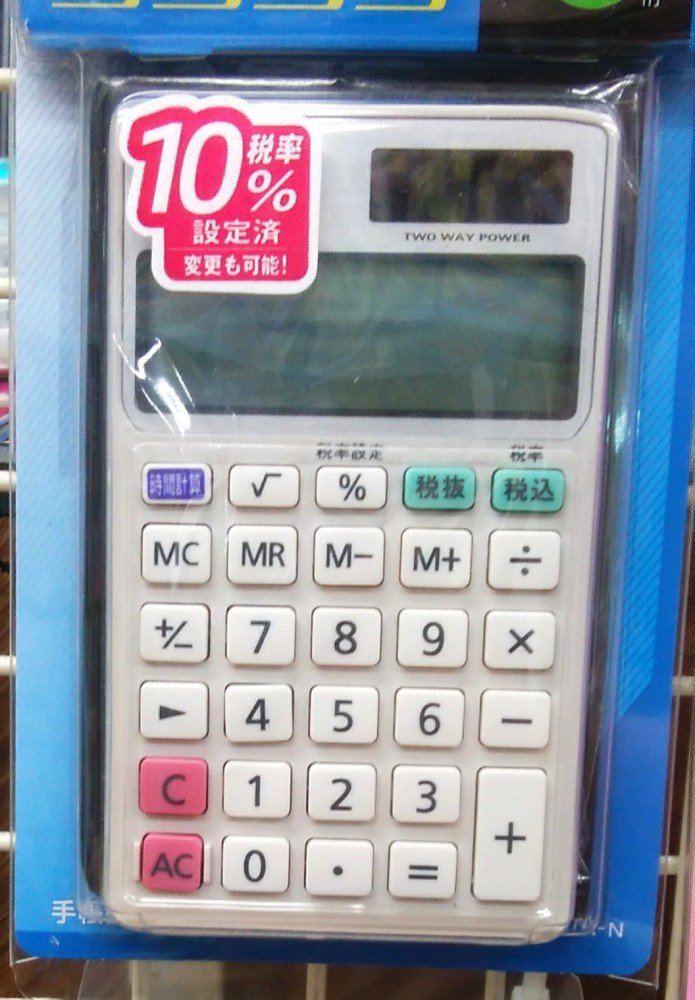 10%
税率
設定済
変更も可能!
TWO WAY POWER
税率設定 税率
時間計算 √ % 税抜 税込
MC MR M− M+ ÷
+/− 7 8 9 ×
► 4 5 6 −
C 1 2 3 +
AC 0 · =
手帳
-N